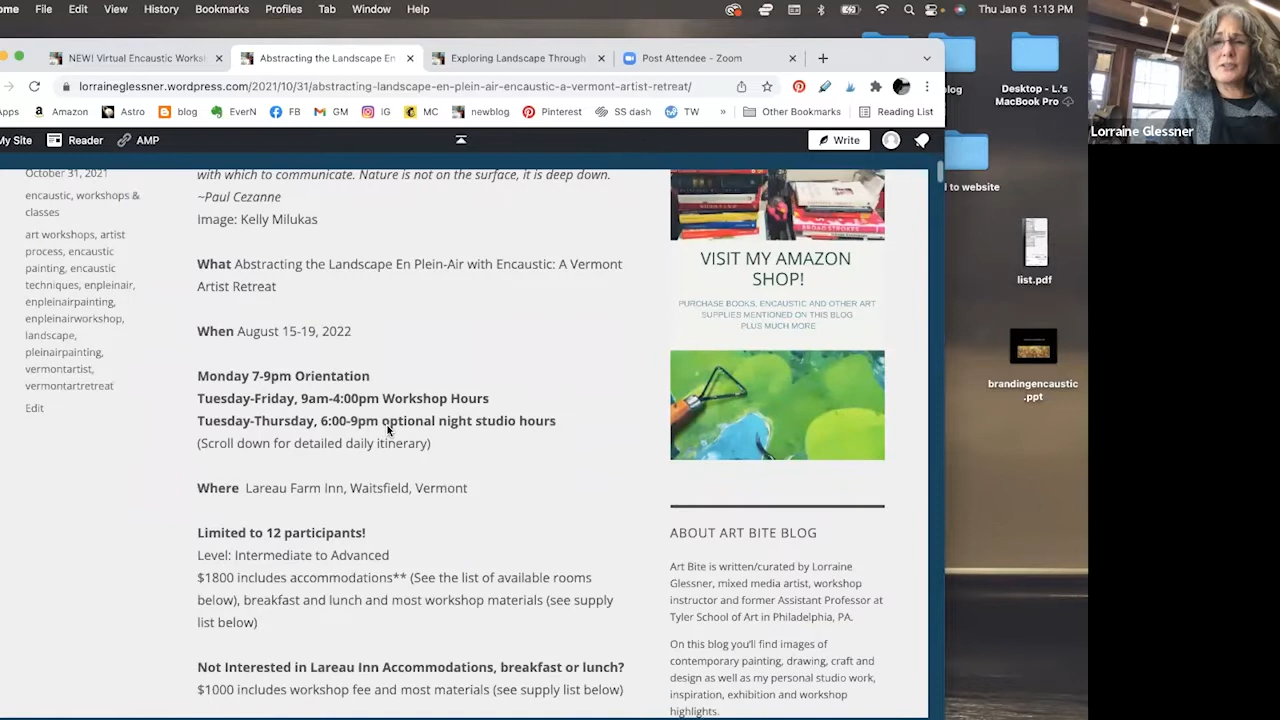 File Edit View History Bookmarks Profiles Tab Window Help Thu Jan 6 1:13 PM
NEW! Virtual Encaustic Works
Abstracting the Landscape En
Exploring Landscape Through
Post Attendee - Zoom
lorraineglessner.wordpress.com/2021/10/31/abstracting-landscape-en-plein-air-encaustic-a-vermont-artist-retreat/
Apps Amazon Astro blog EverN FB GM IG MC newblog Pinterest SS dash TW » Other Bookmarks Reading List
My Site Reader AMP Write
October 31, 2021
encaustic, workshops &
classes
art workshops, artist
process, encaustic
painting, encaustic
techniques, enpleinair,
enpleinairpainting,
enpleinairworkshop,
landscape,
pleinairpainting,
vermontartist,
vermontartretreat
Edit
with which to communicate. Nature is not on the surface, it is deep down.
~Paul Cezanne
Image: Kelly Milukas
What Abstracting the Landscape En Plein-Air with Encaustic: A Vermont
Artist Retreat
When August 15-19, 2022
Monday 7-9pm Orientation
Tuesday-Friday, 9am-4:00pm Workshop Hours
Tuesday-Thursday, 6:00-9pm optional night studio hours
(Scroll down for detailed daily itinerary)
Where Lareau Farm Inn, Waitsfield, Vermont
Limited to 12 participants!
Level: Intermediate to Advanced
$1800 includes accommodations** (See the list of available rooms
below), breakfast and lunch and most workshop materials (see supply
list below)
Not Interested in Lareau Inn Accommodations, breakfast or lunch?
$1000 includes workshop fee and most materials (see supply list below)
BROAD STROKES
VISIT MY AMAZON
SHOP!
PURCHASE BOOKS, ENCAUSTIC AND OTHER ART
SUPPLIES MENTIONED ON THIS BLOG
PLUS MUCH MORE
ABOUT ART BITE BLOG
Art Bite is written/curated by Lorraine
Glessner, mixed media artist, workshop
instructor and former Assistant Professor at
Tyler School of Art in Philadelphia, PA.
On this blog you'll find images of
contemporary painting, drawing, craft and
design as well as my personal studio work,
inspiration, exhibition and workshop
highlights.
Desktop - L.'s
MacBook Pro
to website
list.pdf
brandingencaustic
.ppt
Lorraine Glessner